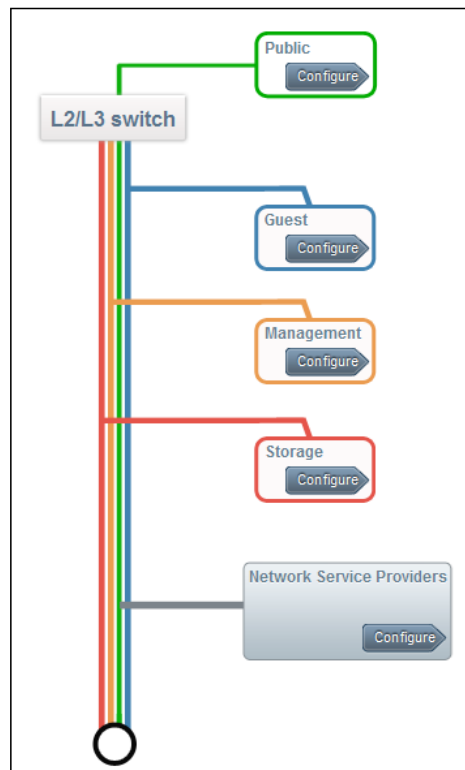 Public
Configure
L2/L3 switch
Guest
Configure
Management
Configure
Storage
Configure
Network Service Providers
Configure